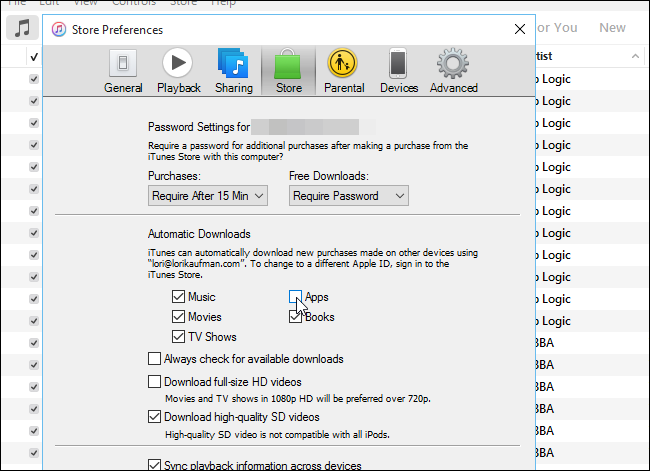 File Edit View Controls Store Help
Store Preferences
For You New
General Playback Sharing Store Parental Devices Advanced
Password Settings for
Require a password for additional purchases after making a purchase from the
iTunes Store with this computer?
Purchases: Free Downloads:
Require After 15 Min Require Password
Automatic Downloads
iTunes can automatically download new purchases made on other devices using
"lori@lorikaufman.com". To change to a different Apple ID, sign in to the
iTunes Store.
Music Apps
Movies Books
TV Shows
Always check for available downloads
Download full-size HD videos
Movies and TV shows in 1080p HD will be preferred over 720p.
Download high-quality SD videos
High-quality SD video is not compatible with all iPods.
Sync playback information across devices
tist
o Logic
o Logic
o Logic
o Logic
o Logic
o Logic
o Logic
o Logic
o Logic
o Logic
o Logic
o Logic
BBA
BBA
BBA
BBA
BBA
BBA